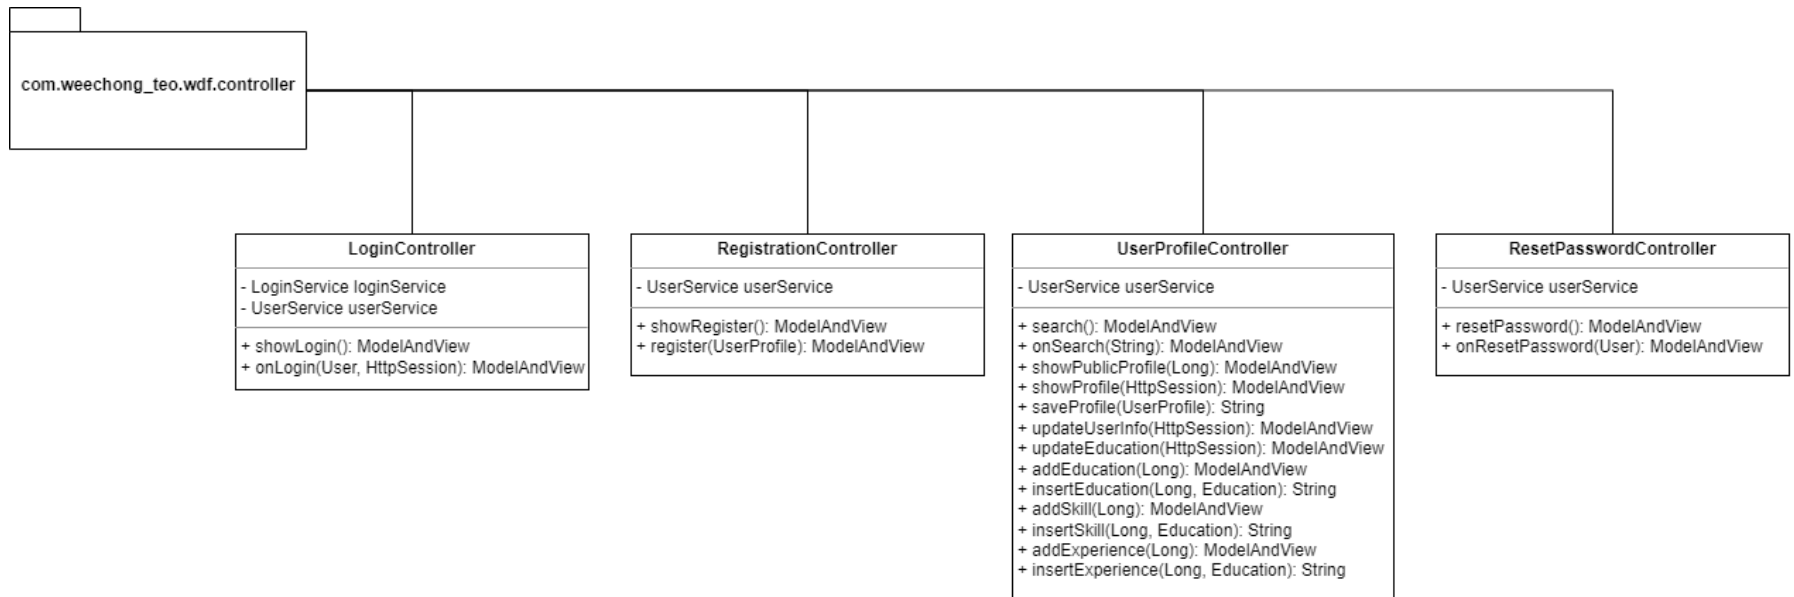 com.weechong_teo.wdf.controller
LoginController
- LoginService loginService
- UserService userService
+ showLogin(): ModelAndView
+ onLogin(User, HttpSession): ModelAndView
RegistrationController
- UserService userService
+ showRegister(): ModelAndView
+ register(UserProfile): ModelAndView
UserProfileController
- UserService userService
+ search(): ModelAndView
+ onSearch(String): ModelAndView
+ showPublicProfile(Long): ModelAndView
+ showProfile(HttpSession): ModelAndView
+ saveProfile(UserProfile): String
+ updateUserInfo(HttpSession): ModelAndView
+ updateEducation(HttpSession): ModelAndView
+ addEducation(Long): ModelAndView
+ insertEducation(Long, Education): String
+ addSkill(Long): ModelAndView
+ insertSkill(Long, Education): String
+ addExperience(Long): ModelAndView
+ insertExperience(Long, Education): String
ResetPasswordController
- UserService userService
+ resetPassword(): ModelAndView
+ onResetPassword(User): ModelAndView